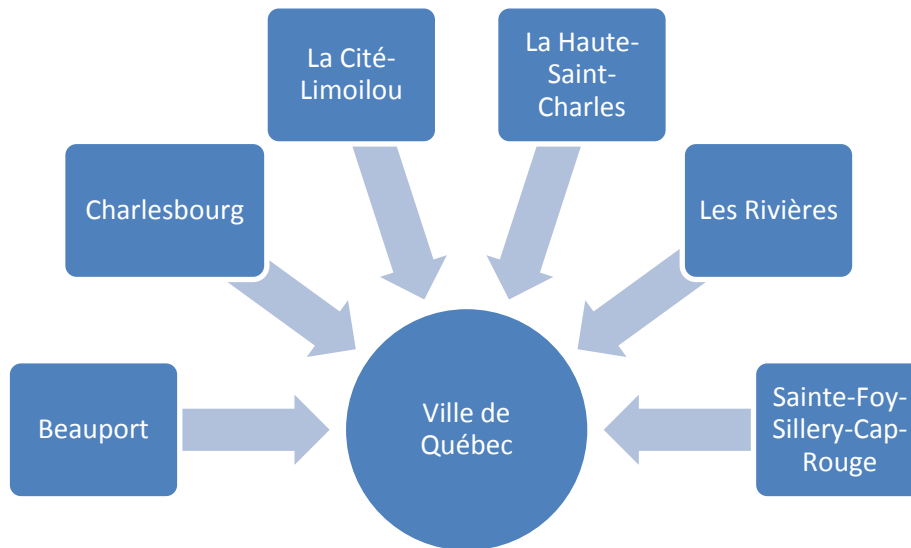 La Cité-
Limoilou
La Haute-
Saint-
Charles
Charlesbourg
Les Rivières
Beauport
Ville de
Québec
Sainte-Foy-
Sillery-Cap-
Rouge